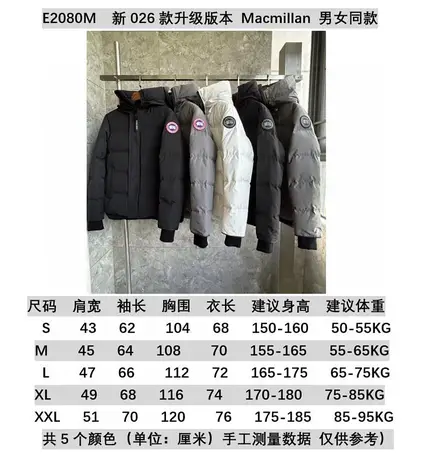 E2080M 新 026 款升级版本 Macmillan 男女同款
尺码 肩宽 袖长 胸围 衣长 建议身高 建议体重
S 43 62 104 68 150-160 50-55KG
M 45 64 108 70 155-165 55-65KG
L 47 66 112 72 165-175 65-75KG
XL 49 68 116 74 170-180 75-85KG
XXL 51 70 120 76 175-185 85-95KG
共 5 个颜色（单位：厘米）手工测量数据 仅供参考）